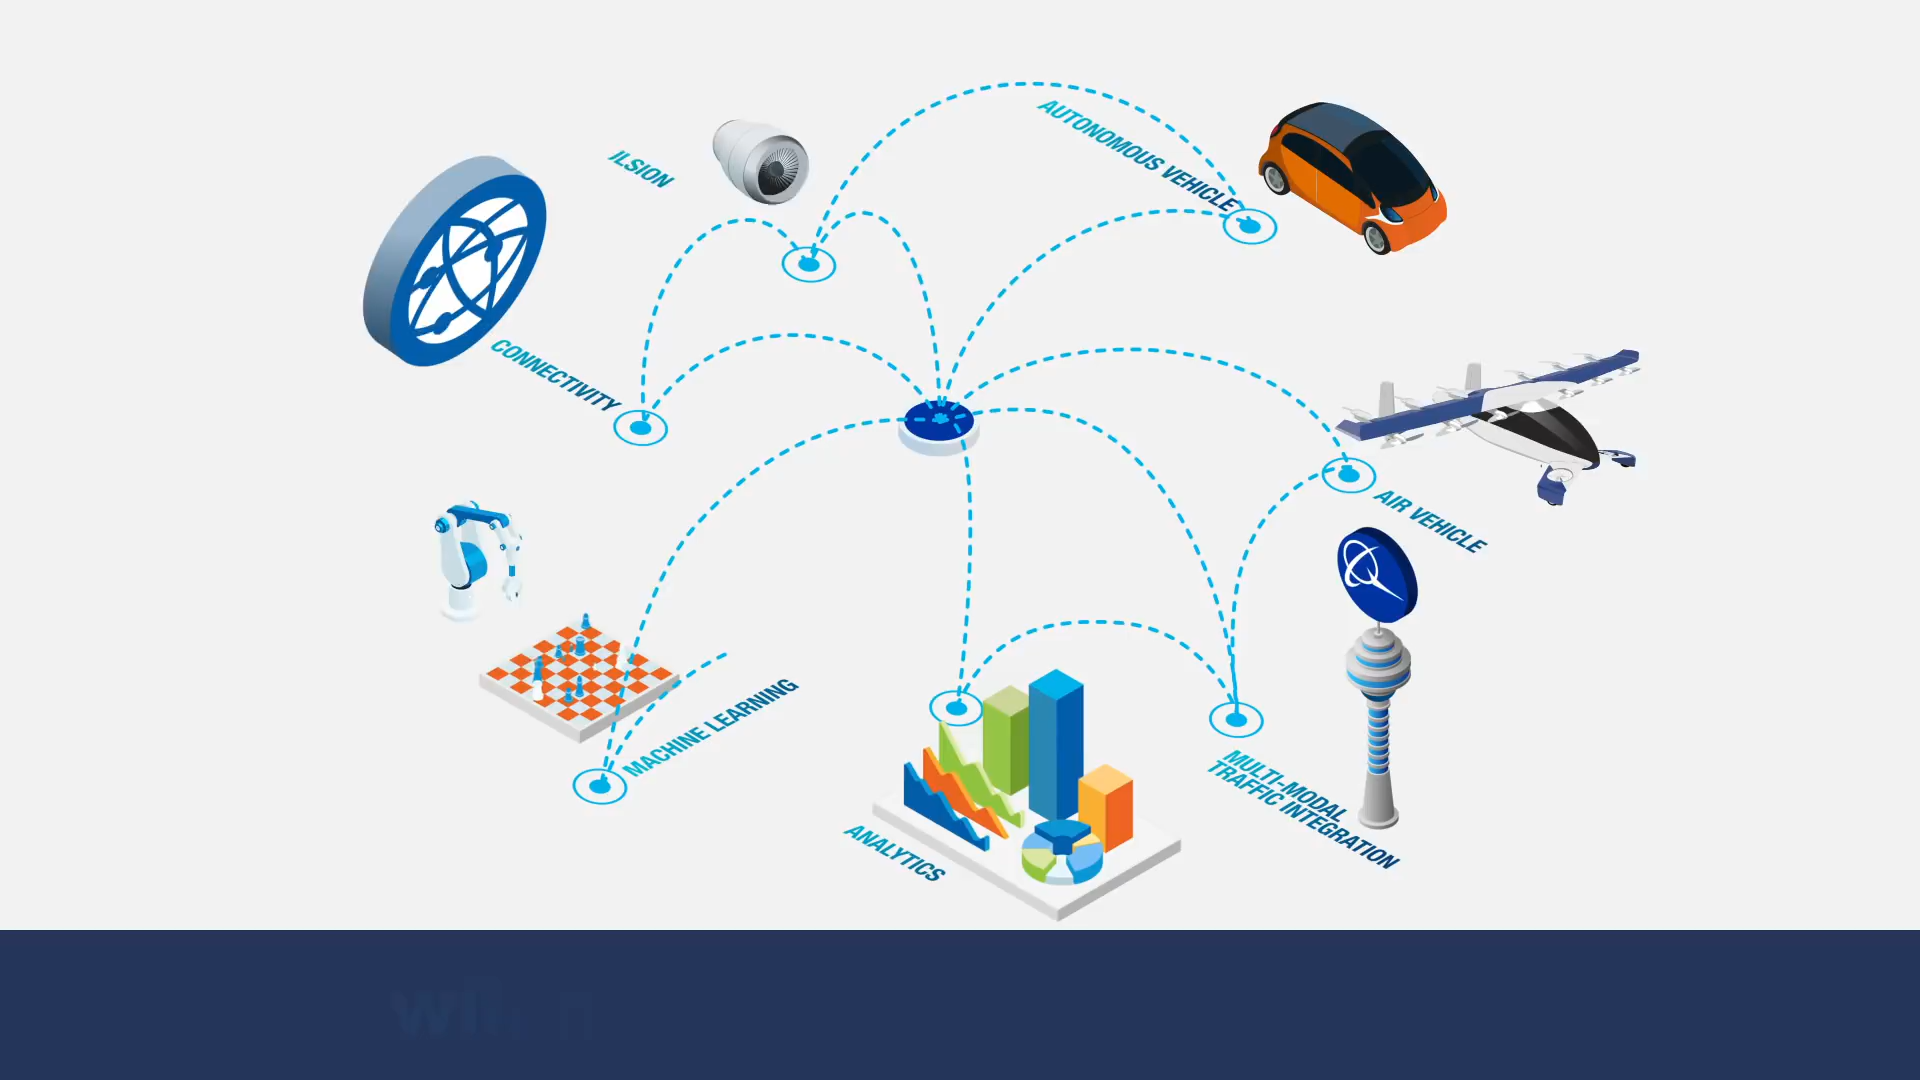 AUTONOMOUS VEHICLE
ILSION
CONNECTIVITY
AIR VEHICLE
MACHINE LEARNING
MULTI-MODAL
TRAFFIC INTEGRATION
ANALYTICS